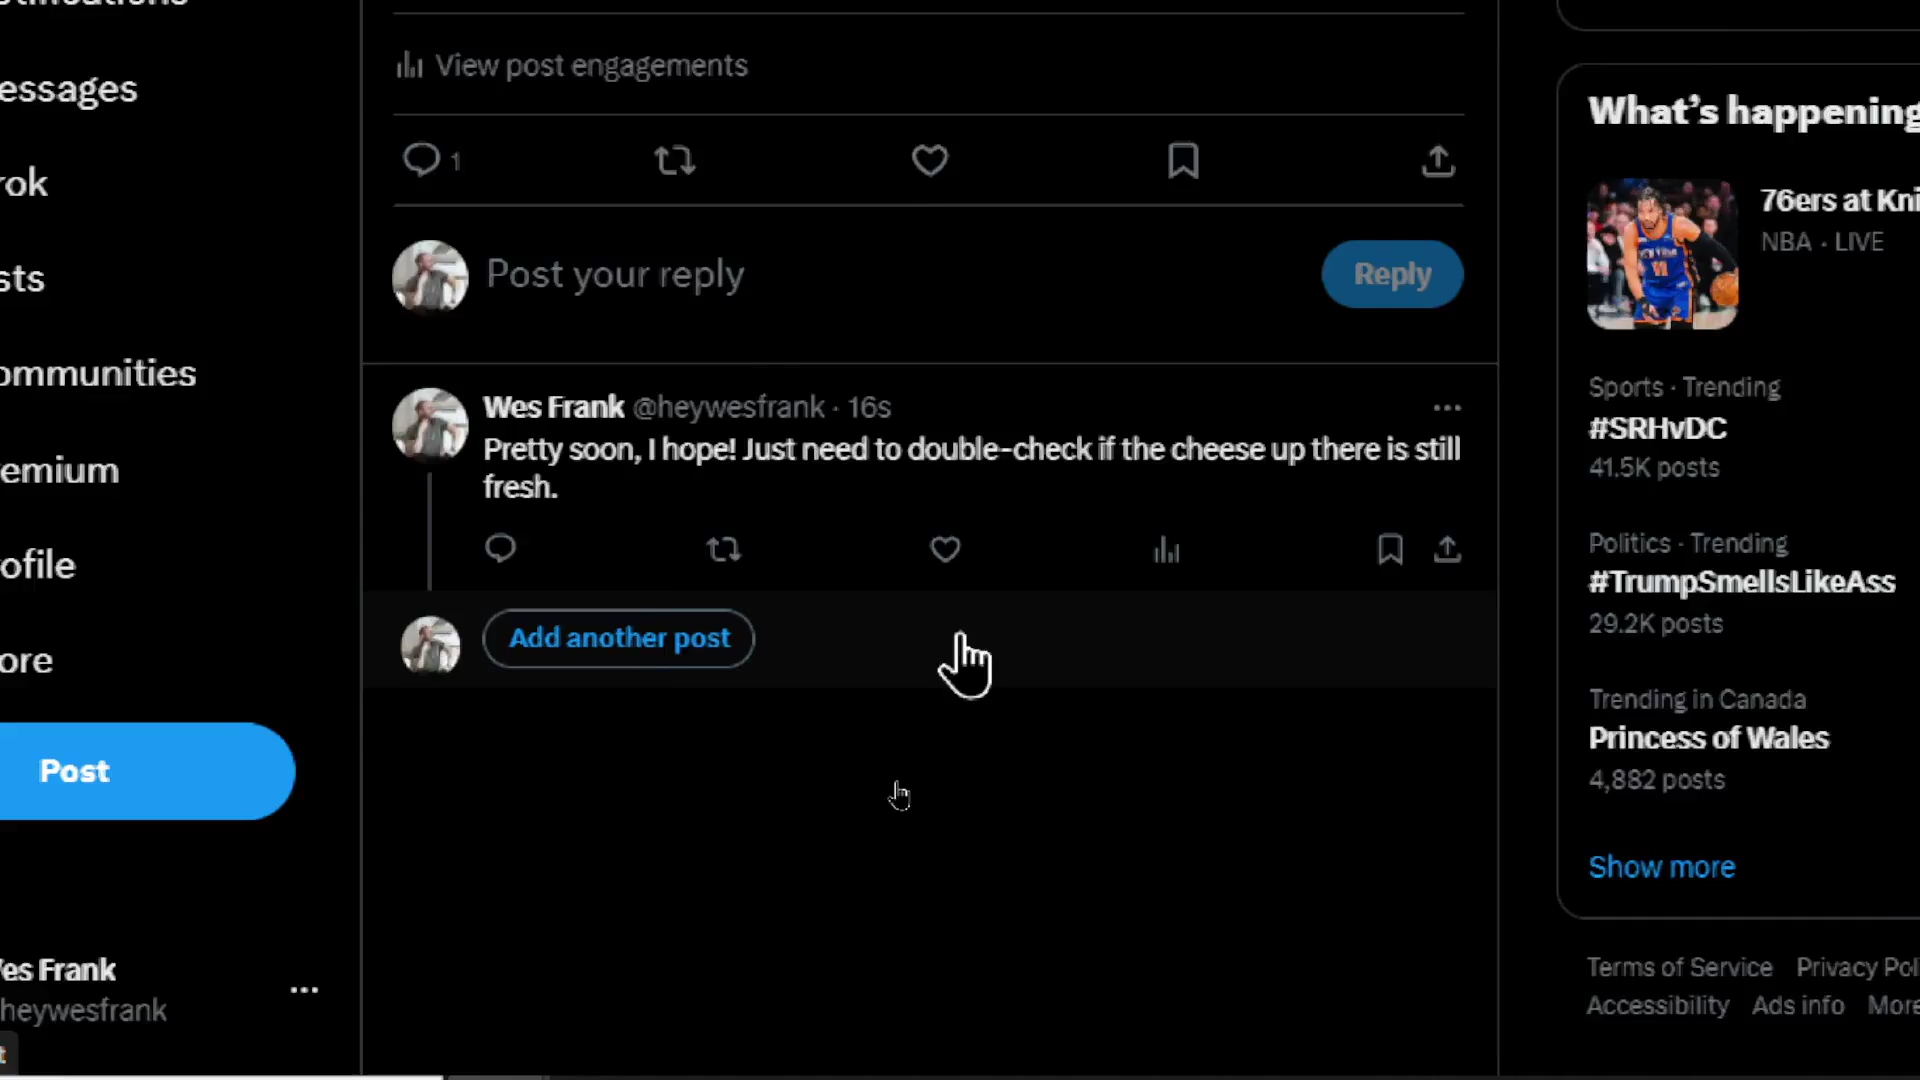 otifications
essages
rok
sts
ommunities
remium
ofile
ore
Post
es Frank
heywesfrank
t
View post engagements
1
Post your reply
Reply
Wes Frank @heywesfrank · 16s
Pretty soon, I hope! Just need to double-check if the cheese up there is still
fresh.
Add another post
What's happening
76ers at Kni
NBA · LIVE
Sports · Trending
#SRHvDC
41.5K posts
Politics · Trending
#TrumpSmellsLikeAss
29.2K posts
Trending in Canada
Princess of Wales
4,882 posts
Show more
Terms of Service Privacy Poli
Accessibility Ads info More